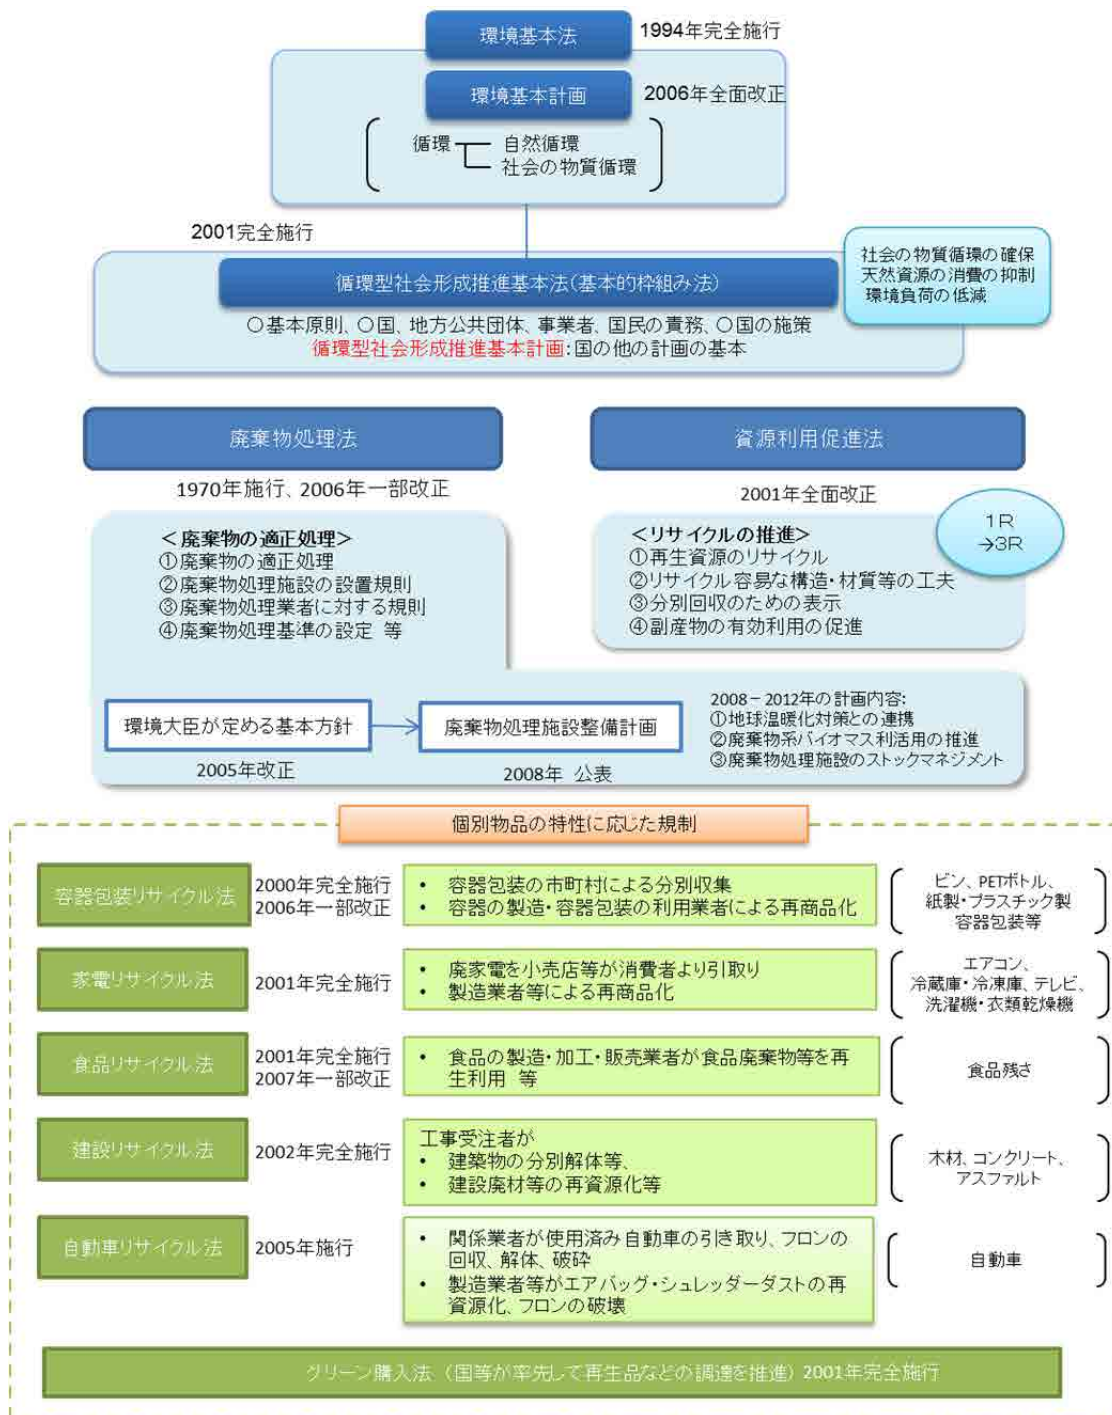 環境基本法
1994年完全施行
環境基本計画
2006年全面改正
循環
自然循環
社会の物質循環
2001完全施行
循環型社会形成推進基本法(基本的枠組み法)
社会の物質循環の確保
天然資源の消費の抑制
環境負荷の低減
○基本原則、○国、地方公共団体、事業者、国民の責務、○国の施策
循環型社会形成推進基本計画:国の他の計画の基本
廃棄物処理法
1970年施行、2006年一部改正
<廃棄物の適正処理>
①廃棄物の適正処理
②廃棄物処理施設の設置規則
③廃棄物処理業者に対する規則
④廃棄物処理基準の設定 等
資源利用促進法
2001年全面改正
1R
→3R
<リサイクルの推進>
①再生資源のリサイクル
②リサイクル容易な構造・材質等の工夫
③分別回収のための表示
④副産物の有効利用の促進
環境大臣が定める基本方針
2005年改正
廃棄物処理施設整備計画
2008年 公表
2008-2012年の計画内容:
①地球温暖化対策との連携
②廃棄物系バイオマス利活用の推進
③廃棄物処理施設のストックマネジメント
個別物品の特性に応じた規制
容器包装リサイクル法
2000年完全施行
2006年一部改正
• 容器包装の市町村による分別収集
• 容器の製造・容器包装の利用業者による再商品化
ビン、PETボトル、
紙製・プラスチック製
容器包装等
家電リサイクル法
2001年完全施行
• 廃家電を小売店等が消費者より引取り
• 製造業者等による再商品化
エアコン、
冷蔵庫・冷凍庫、テレビ、
洗濯機・衣類乾燥機
食品リサイクル法
2001年完全施行
2007年一部改正
• 食品の製造・加工・販売業者が食品廃棄物等を再
生利用 等
食品残さ
建設リサイクル法
2002年完全施行
工事受注者が
• 建築物の分別解体等、
• 建設廃材等の再資源化等
木材、コンクリート、
アスファルト
自動車リサイクル法
2005年施行
• 関係業者が使用済み自動車の引き取り、フロンの
回収、解体、破砕
• 製造業者等がエアバッグ・シュレッダーダストの再
資源化、フロンの破壊
自動車
グリーン購入法 (国等が率先して再生品などの調達を推進) 2001年完全施行